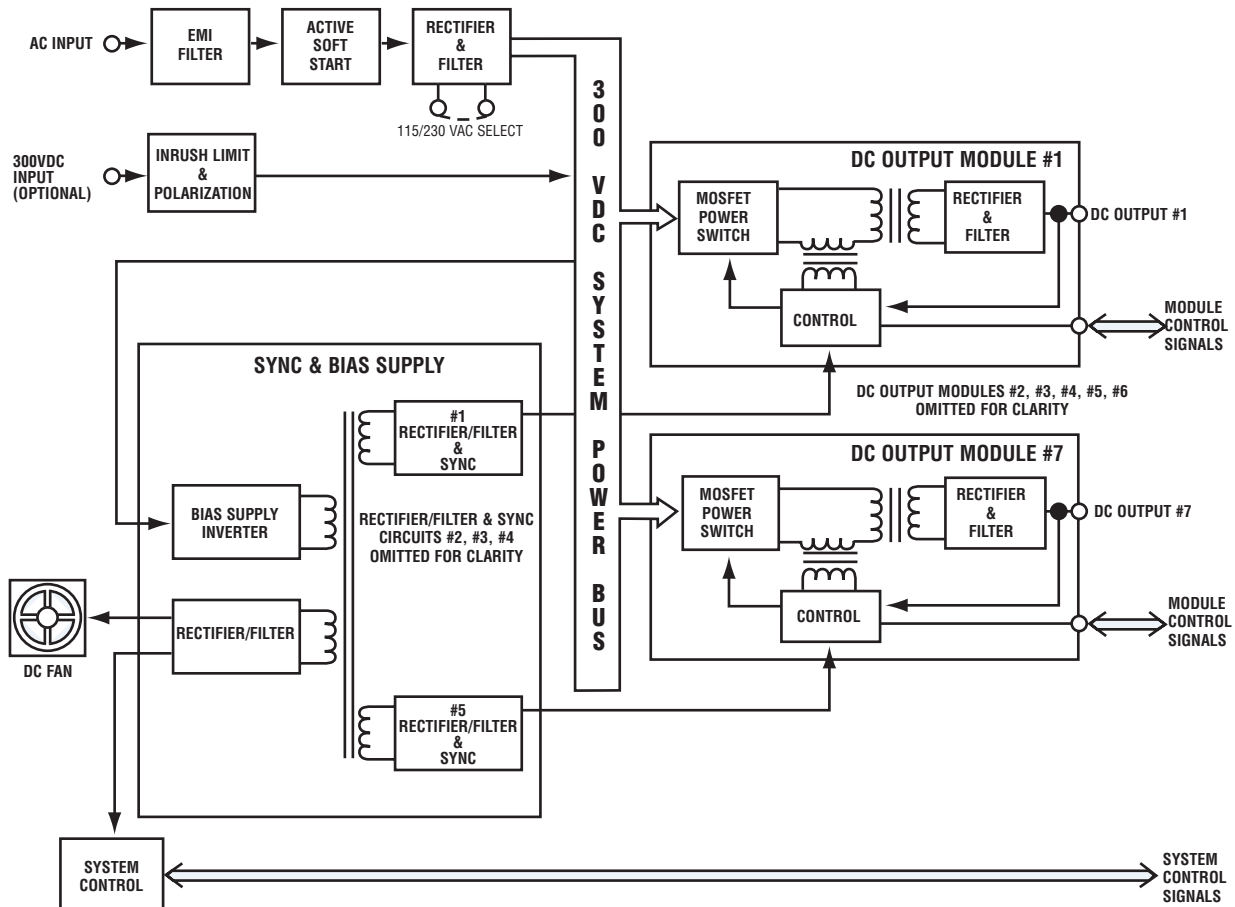 AC INPUT
EMI
FILTER
ACTIVE
SOFT
START
RECTIFIER
&
FILTER
115/230 VAC SELECT
300VDC
INPUT
(OPTIONAL)
INRUSH LIMIT
&
POLARIZATION
300 VDC SYSTEM POWER BUS
DC OUTPUT MODULE #1
MOSFET
POWER
SWITCH
RECTIFIER
&
FILTER
DC OUTPUT #1
CONTROL
MODULE
CONTROL
SIGNALS
DC OUTPUT MODULES #2, #3, #4, #5, #6
OMITTED FOR CLARITY
SYNC & BIAS SUPPLY
#1
RECTIFIER/FILTER
&
SYNC
BIAS SUPPLY
INVERTER
RECTIFIER/FILTER & SYNC
CIRCUITS #2, #3, #4
OMITTED FOR CLARITY
RECTIFIER/FILTER
DC FAN
#5
RECTIFIER/FILTER
&
SYNC
DC OUTPUT MODULE #7
MOSFET
POWER
SWITCH
RECTIFIER
&
FILTER
DC OUTPUT #7
CONTROL
MODULE
CONTROL
SIGNALS
SYSTEM
CONTROL
SYSTEM
CONTROL
SIGNALS